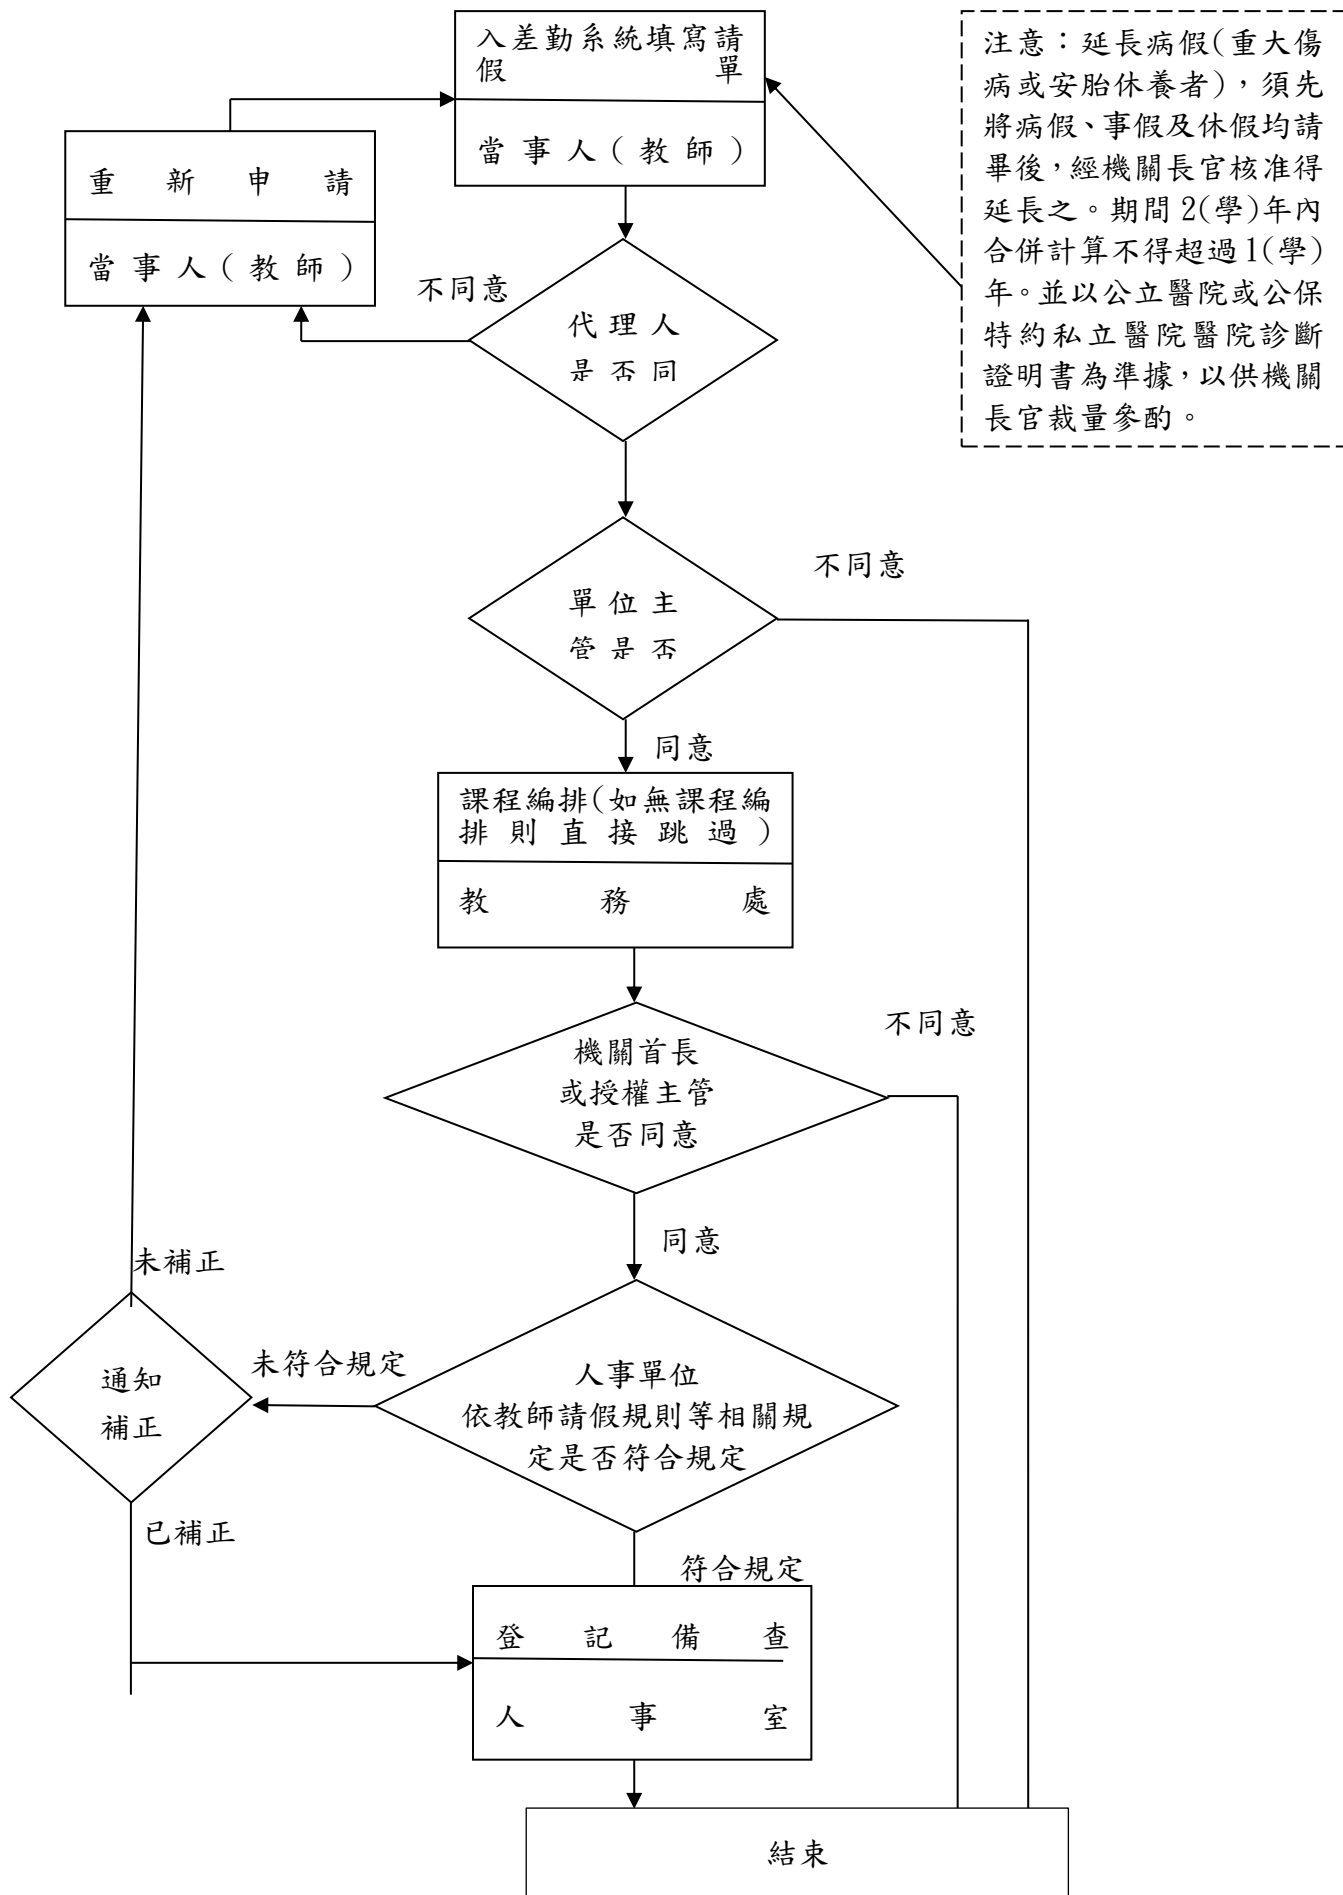 入差勤系統填寫請
假單
當事人(教師)
注意：延長病假(重大傷
病或安胎休養者)，須先
將病假、事假及休假均請
畢後，經機關長官核准得
延長之。期間 2(學)年內
合併計算不得超過1(學)
年。並以公立醫院或公保
特約私立醫院醫院診斷
證明書為準據，以供機關
長官裁量參酌。
重新申請
當事人(教師)
不同意
代理人
是否同
不同意
單位主
管是否
同意
課程編排(如無課程編
排則直接跳過)
教務處
不同意
機關首長
或授權主管
是否同意
同意
未補正
通知
補正
未符合規定
人事單位
依教師請假規則等相關規
定是否符合規定
已補正
符合規定
登記備查
人事室
結束